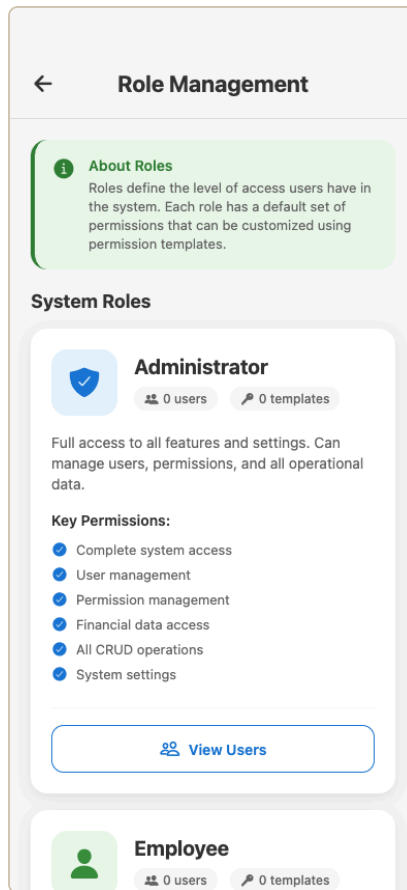 Role Management
About Roles
Roles define the level of access users have in
the system. Each role has a default set of
permissions that can be customized using
permission templates.
System Roles
Administrator
0 users
0 templates
Full access to all features and settings. Can
manage users, permissions, and all operational
data.
Key Permissions:
Complete system access
User management
Permission management
Financial data access
All CRUD operations
System settings
View Users
Employee
0 users
0 templates